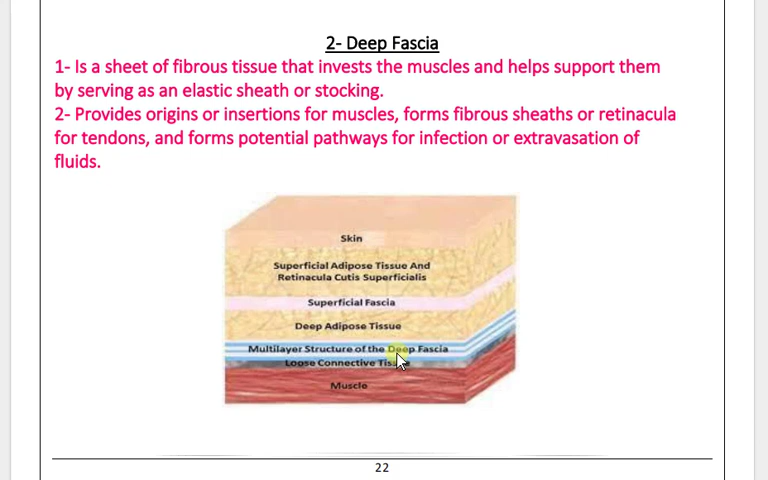 2- Deep Fascia
1- Is a sheet of fibrous tissue that invests the muscles and helps support them
by serving as an elastic sheath or stocking.
2- Provides origins or insertions for muscles, forms fibrous sheaths or retinacula
for tendons, and forms potential pathways for infection or extravasation of
fluids.
Skin
Superficial Adipose Tissue And
Retinacula Cutis Superficialis
Superficial Fascia
Deep Adipose Tissue
Multilayer Structure of the Deep Fascia
Loose Connective Tissue
Muscle
22